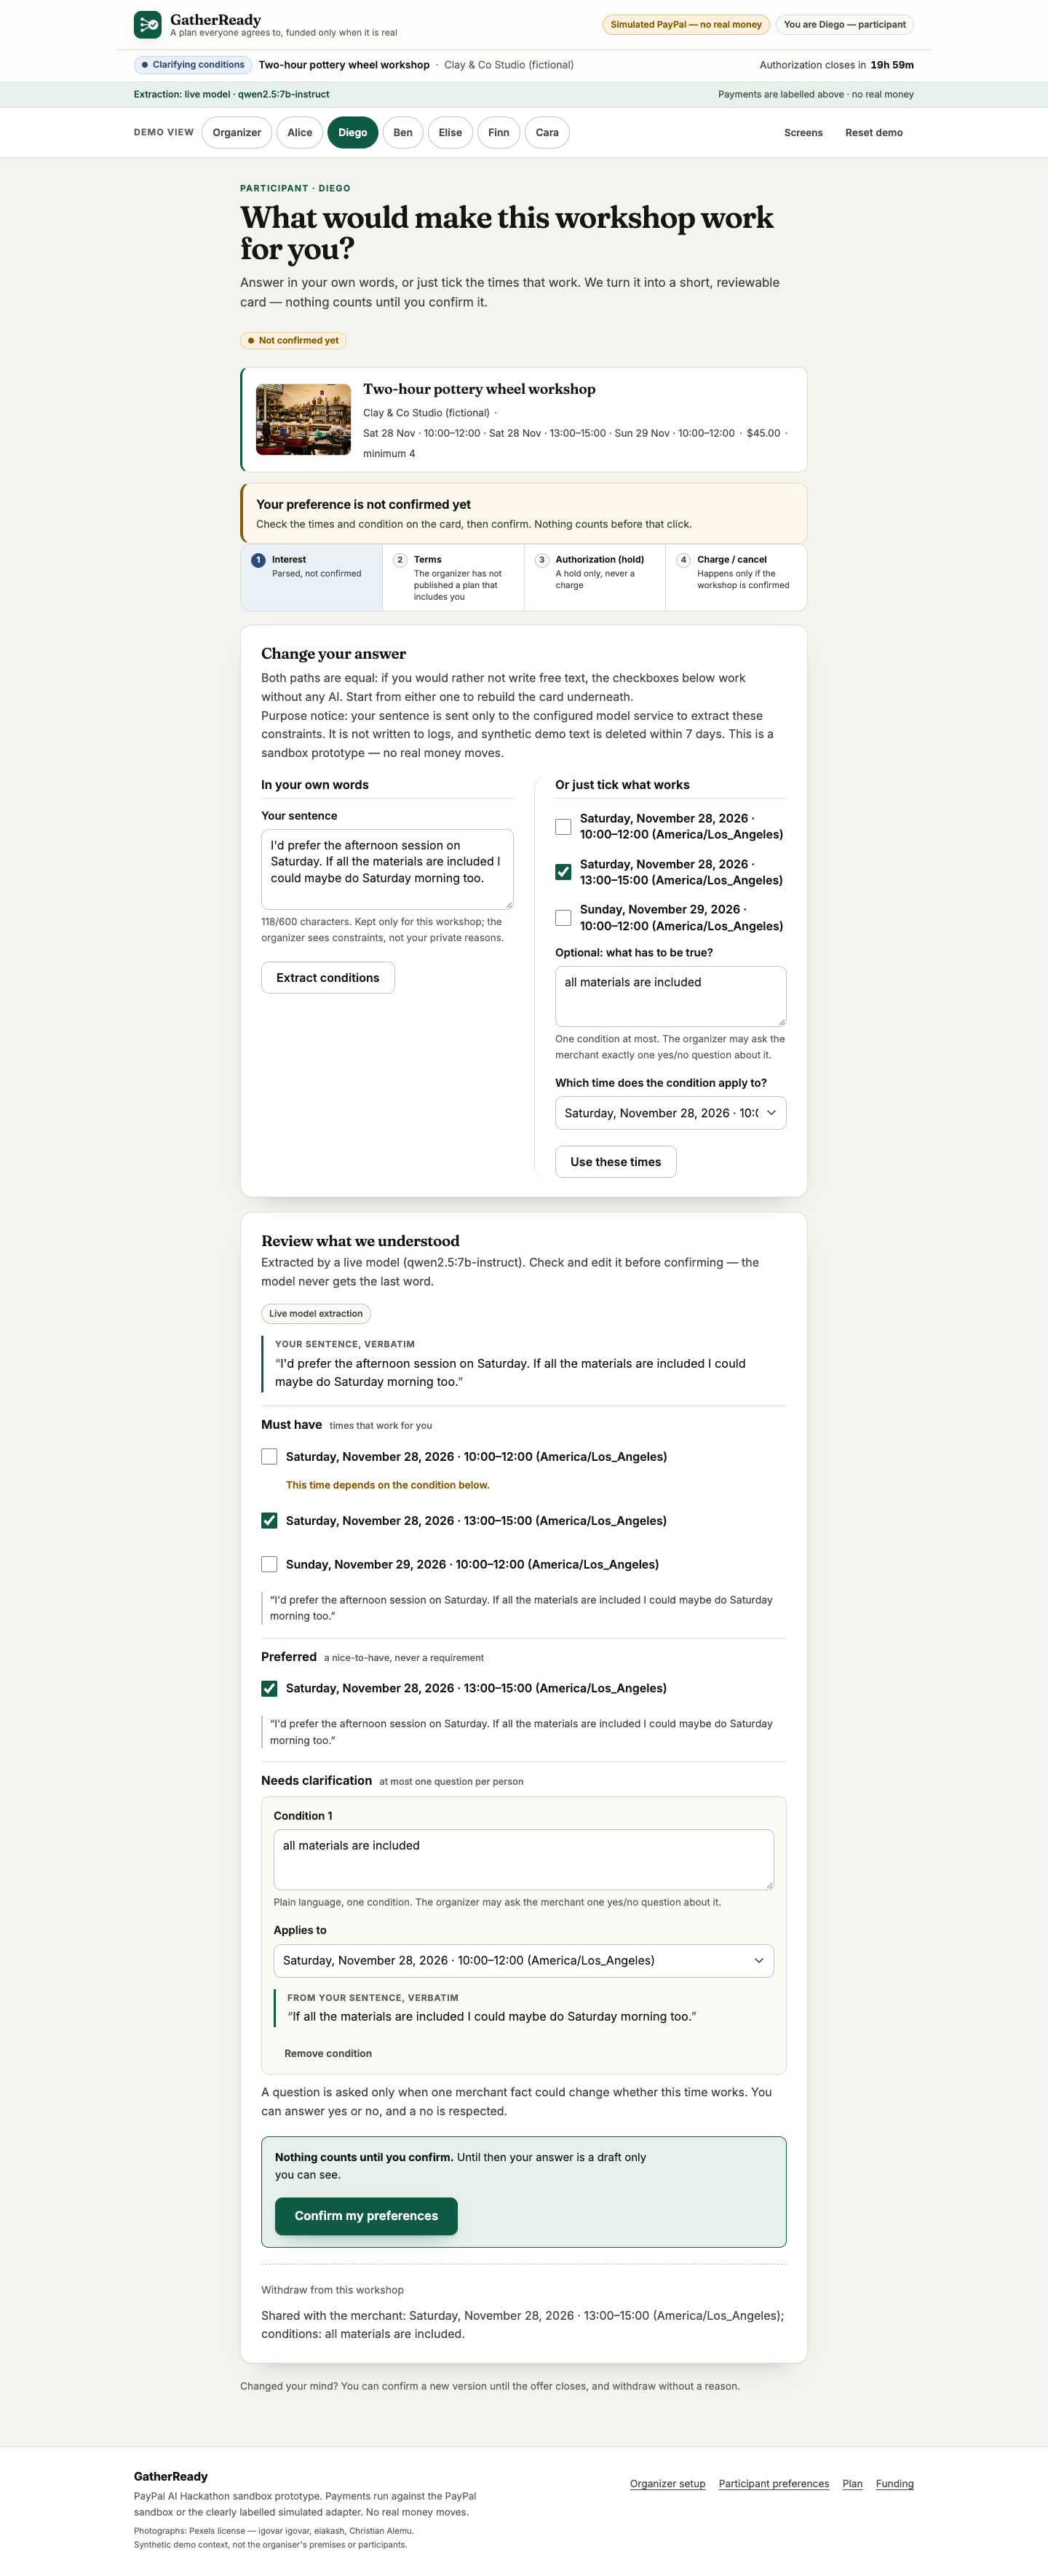 GatherReady
A plan everyone agrees to, funded only when it is real
Simulated PayPal — no real money
You are Diego — participant
Clarifying conditions
Two-hour pottery wheel workshop · Clay & Co Studio (fictional)
Authorization closes in 19h 59m
Extraction: live model · qwen2.5:7b-instruct
Payments are labelled above · no real money
DEMO VIEW
Organizer
Alice
Diego
Ben
Elise
Finn
Cara
Screens
Reset demo
PARTICIPANT · DIEGO
What would make this workshop work
for you?
Answer in your own words, or just tick the times that work. We turn it into a short, reviewable
card — nothing counts until you confirm it.
Not confirmed yet
Two-hour pottery wheel workshop
Clay & Co Studio (fictional) ·
Sat 28 Nov · 10:00–12:00 · Sat 28 Nov · 13:00–15:00 · Sun 29 Nov · 10:00–12:00 · $45.00 ·
minimum 4
Your preference is not confirmed yet
Check the times and condition on the card, then confirm. Nothing counts before that click.
1 Interest
Parsed, not confirmed
2 Terms
The organizer has not
published a plan that
includes you
3 Authorization (hold)
A hold only, never a
charge
4 Charge / cancel
Happens only if the
workshop is confirmed
Change your answer
Both paths are equal: if you would rather not write free text, the checkboxes below work
without any AI. Start from either one to rebuild the card underneath.
Purpose notice: your sentence is sent only to the configured model service to extract these
constraints. It is not written to logs, and synthetic demo text is deleted within 7 days. This is a
sandbox prototype — no real money moves.
In your own words
Your sentence
I'd prefer the afternoon session on
Saturday. If all the materials are included I
could maybe do Saturday morning too.
118/600 characters. Kept only for this workshop; the
organizer sees constraints, not your private reasons.
Extract conditions
Or just tick what works
Saturday, November 28, 2026 ·
10:00–12:00 (America/Los_Angeles)
Saturday, November 28, 2026 ·
13:00–15:00 (America/Los_Angeles)
Sunday, November 29, 2026 ·
10:00–12:00 (America/Los_Angeles)
Optional: what has to be true?
all materials are included
One condition at most. The organizer may ask the
merchant exactly one yes/no question about it.
Which time does the condition apply to?
Saturday, November 28, 2026 · 10:0
Use these times
Review what we understood
Extracted by a live model (qwen2.5:7b-instruct). Check and edit it before confirming — the
model never gets the last word.
Live model extraction
YOUR SENTENCE, VERBATIM
“I'd prefer the afternoon session on Saturday. If all the materials are included I could
maybe do Saturday morning too.”
Must have times that work for you
Saturday, November 28, 2026 · 10:00–12:00 (America/Los_Angeles)
This time depends on the condition below.
Saturday, November 28, 2026 · 13:00–15:00 (America/Los_Angeles)
Sunday, November 29, 2026 · 10:00–12:00 (America/Los_Angeles)
“I'd prefer the afternoon session on Saturday. If all the materials are included I could maybe do Saturday
morning too.”
Preferred a nice-to-have, never a requirement
Saturday, November 28, 2026 · 13:00–15:00 (America/Los_Angeles)
“I'd prefer the afternoon session on Saturday. If all the materials are included I could maybe do Saturday
morning too.”
Needs clarification at most one question per person
Condition 1
all materials are included
Plain language, one condition. The organizer may ask the merchant one yes/no question about it.
Applies to
Saturday, November 28, 2026 · 10:00–12:00 (America/Los_Angeles)
FROM YOUR SENTENCE, VERBATIM
“If all the materials are included I could maybe do Saturday morning too.”
Remove condition
A question is asked only when one merchant fact could change whether this time works. You
can answer yes or no, and a no is respected.
Nothing counts until you confirm. Until then your answer is a draft only
you can see.
Confirm my preferences
Withdraw from this workshop
Shared with the merchant: Saturday, November 28, 2026 · 13:00–15:00 (America/Los_Angeles);
conditions: all materials are included.
Changed your mind? You can confirm a new version until the offer closes, and withdraw without a reason.
GatherReady
PayPal AI Hackathon sandbox prototype. Payments run against the PayPal
sandbox or the clearly labelled simulated adapter. No real money moves.
Photographs: Pexels license — igovar igovar, eiakash, Christian Alemu.
Synthetic demo context, not the organiser's premises or participants.
Organizer setup
Participant preferences
Plan
Funding